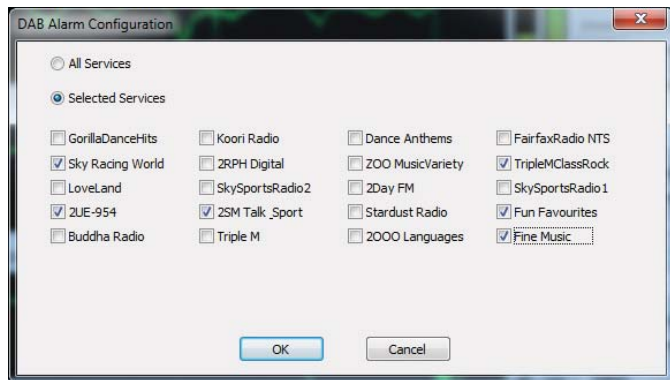 DAB Alarm Configuration
All Services
Selected Services
GorillaDanceHits Koori Radio Dance Anthems FairfaxRadio NTS
Sky Racing World 2RPH Digital ZOO MusicVariety TripleMClassRock
LoveLand SkySportsRadio2 2Day FM SkySportsRadio1
2UE-954 2SM Talk_Sport Stardust Radio Fun Favourites
Buddha Radio Triple M 2000 Languages Fine Music
OK Cancel